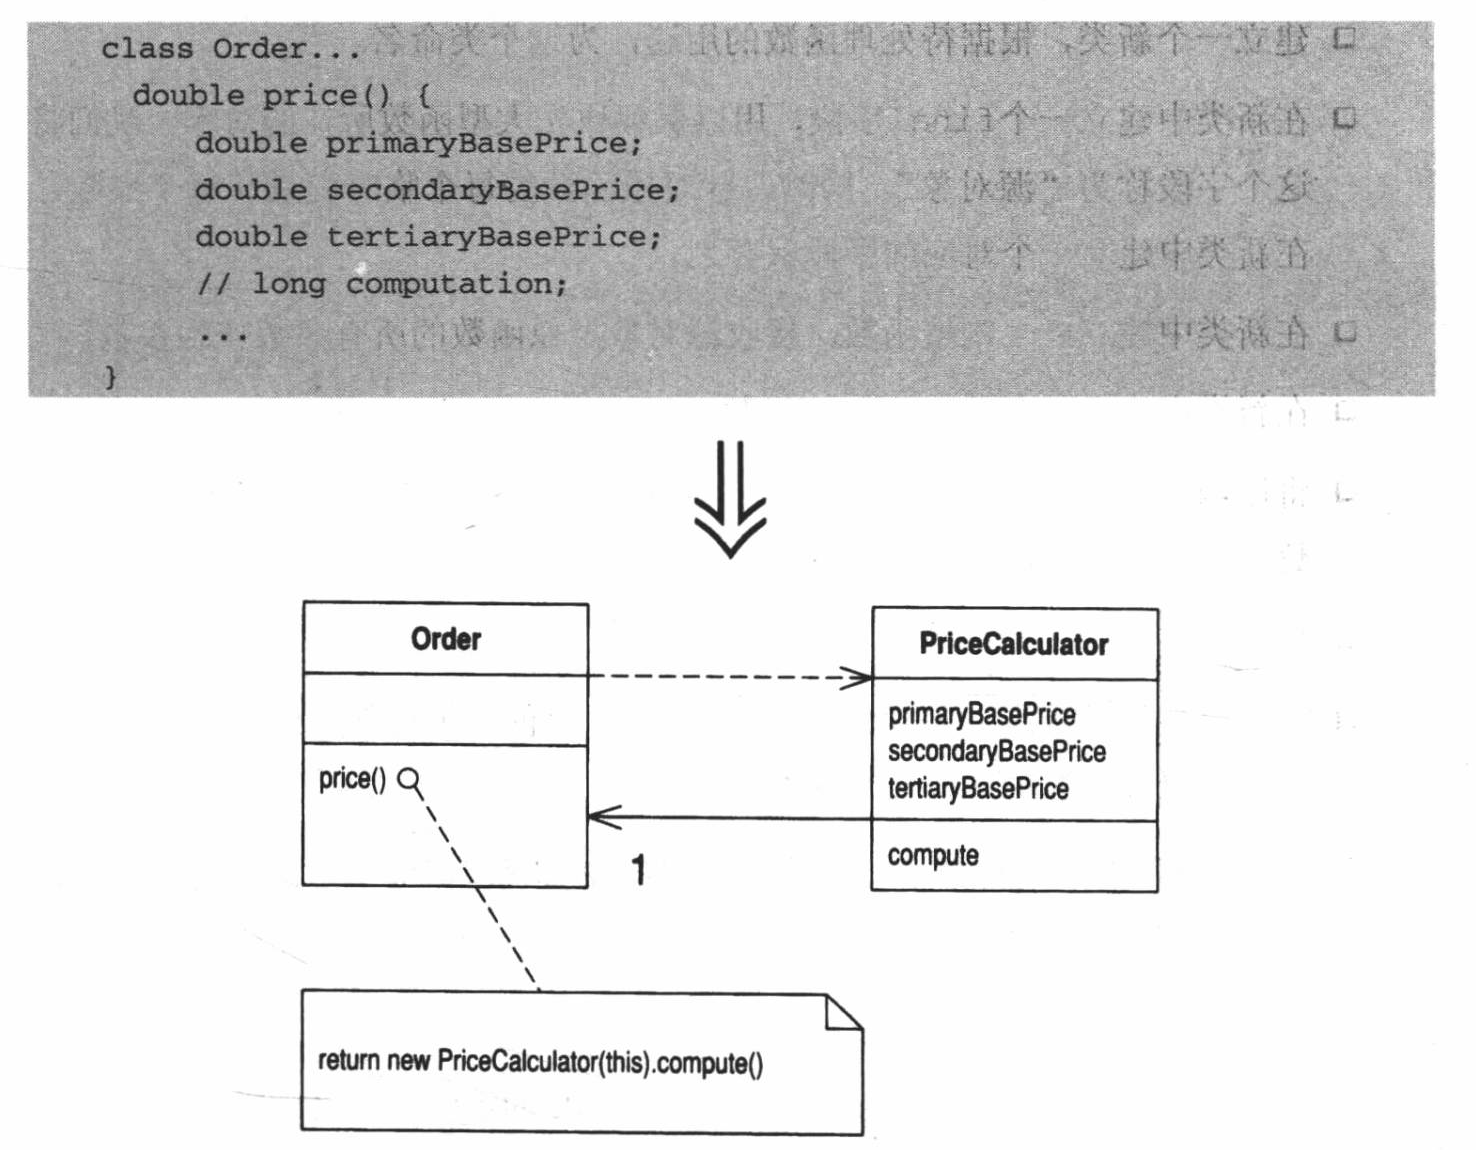 class Order...
double price() {
double primaryBasePrice;
double secondaryBasePrice;
double tertiaryBasePrice;
// long computation;
...
}
Order
PriceCalculator
primaryBasePrice
secondaryBasePrice
tertiaryBasePrice
price()
1
compute
return new PriceCalculator(this).compute()